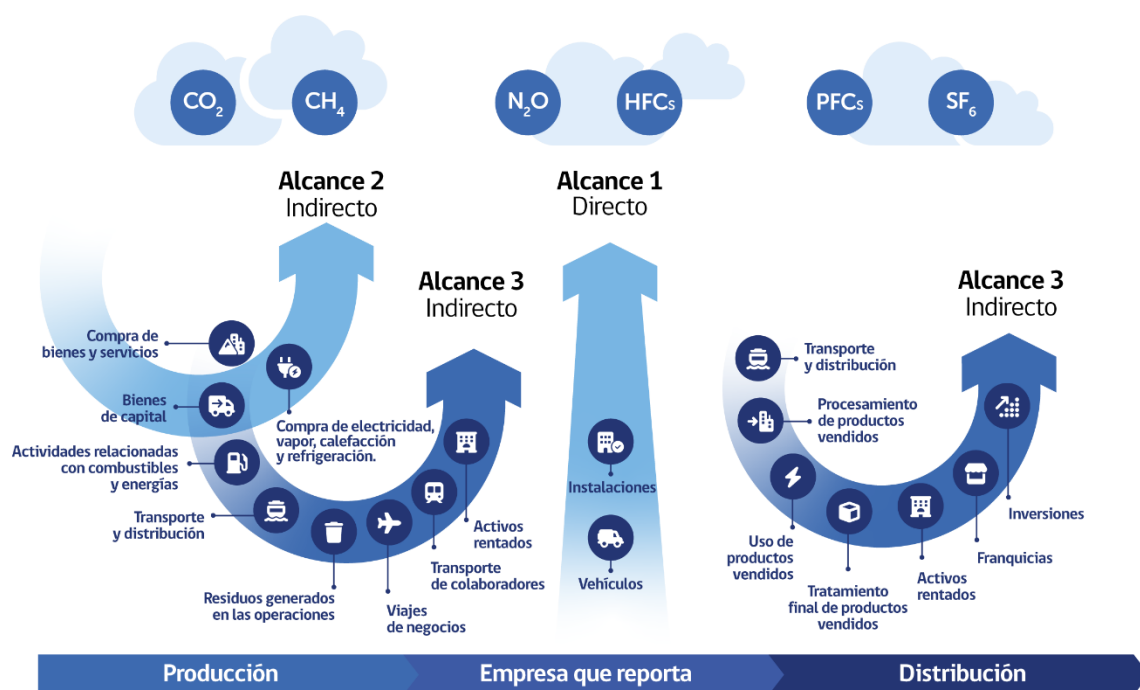 CO₂
CH₄
N₂O
HFCs
PFCs
SF₆
Alcance 2
Indirecto
Alcance 1
Directo
Alcance 3
Indirecto
Alcance 3
Indirecto
Compra de
bienes y servicios
Bienes
de capital
Actividades relacionadas
con combustibles
y energías
Transporte
y distribución
Residuos generados
en las operaciones
Viajes
de negocios
Transporte
de colaboradores
Activos
rentados
Compra de electricidad,
vapor, calefacción
y refrigeración.
Instalaciones
Vehículos
Transporte
y distribución
Procesamiento
de productos
vendidos
Uso de
productos
vendidos
Tratamiento
final de productos
vendidos
Activos
rentados
Franquicias
Inversiones
Producción
Empresa que reporta
Distribución